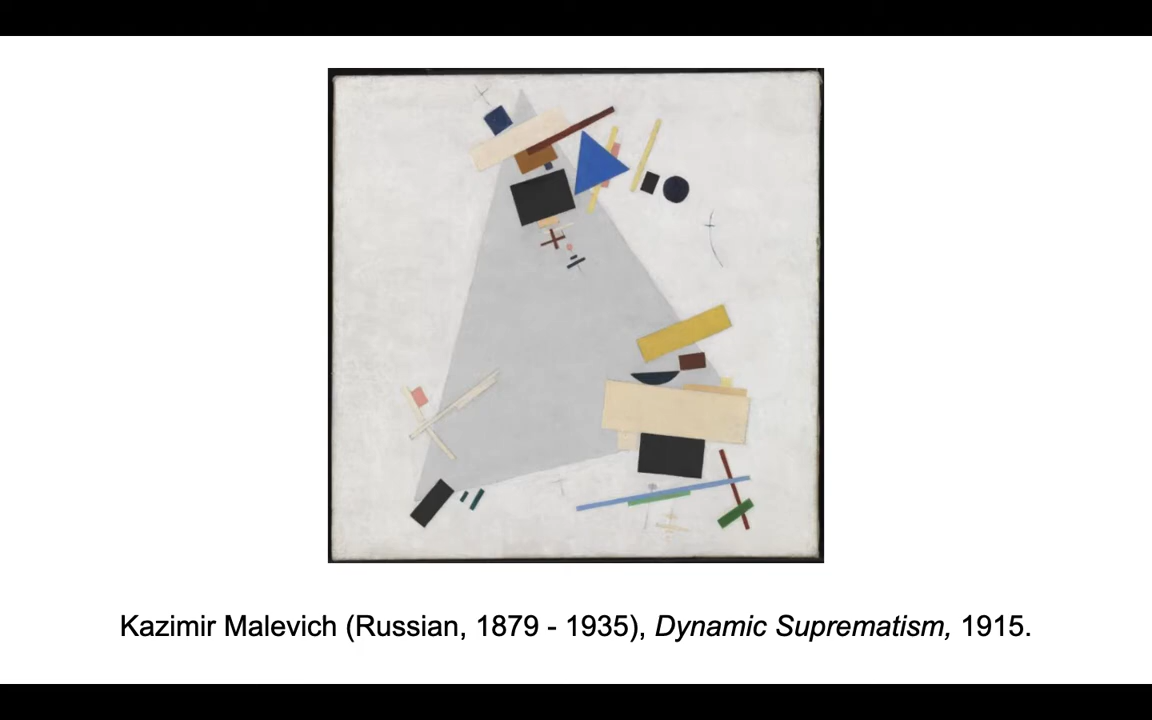 Kazimir Malevich (Russian, 1879 - 1935), Dynamic Suprematism, 1915.